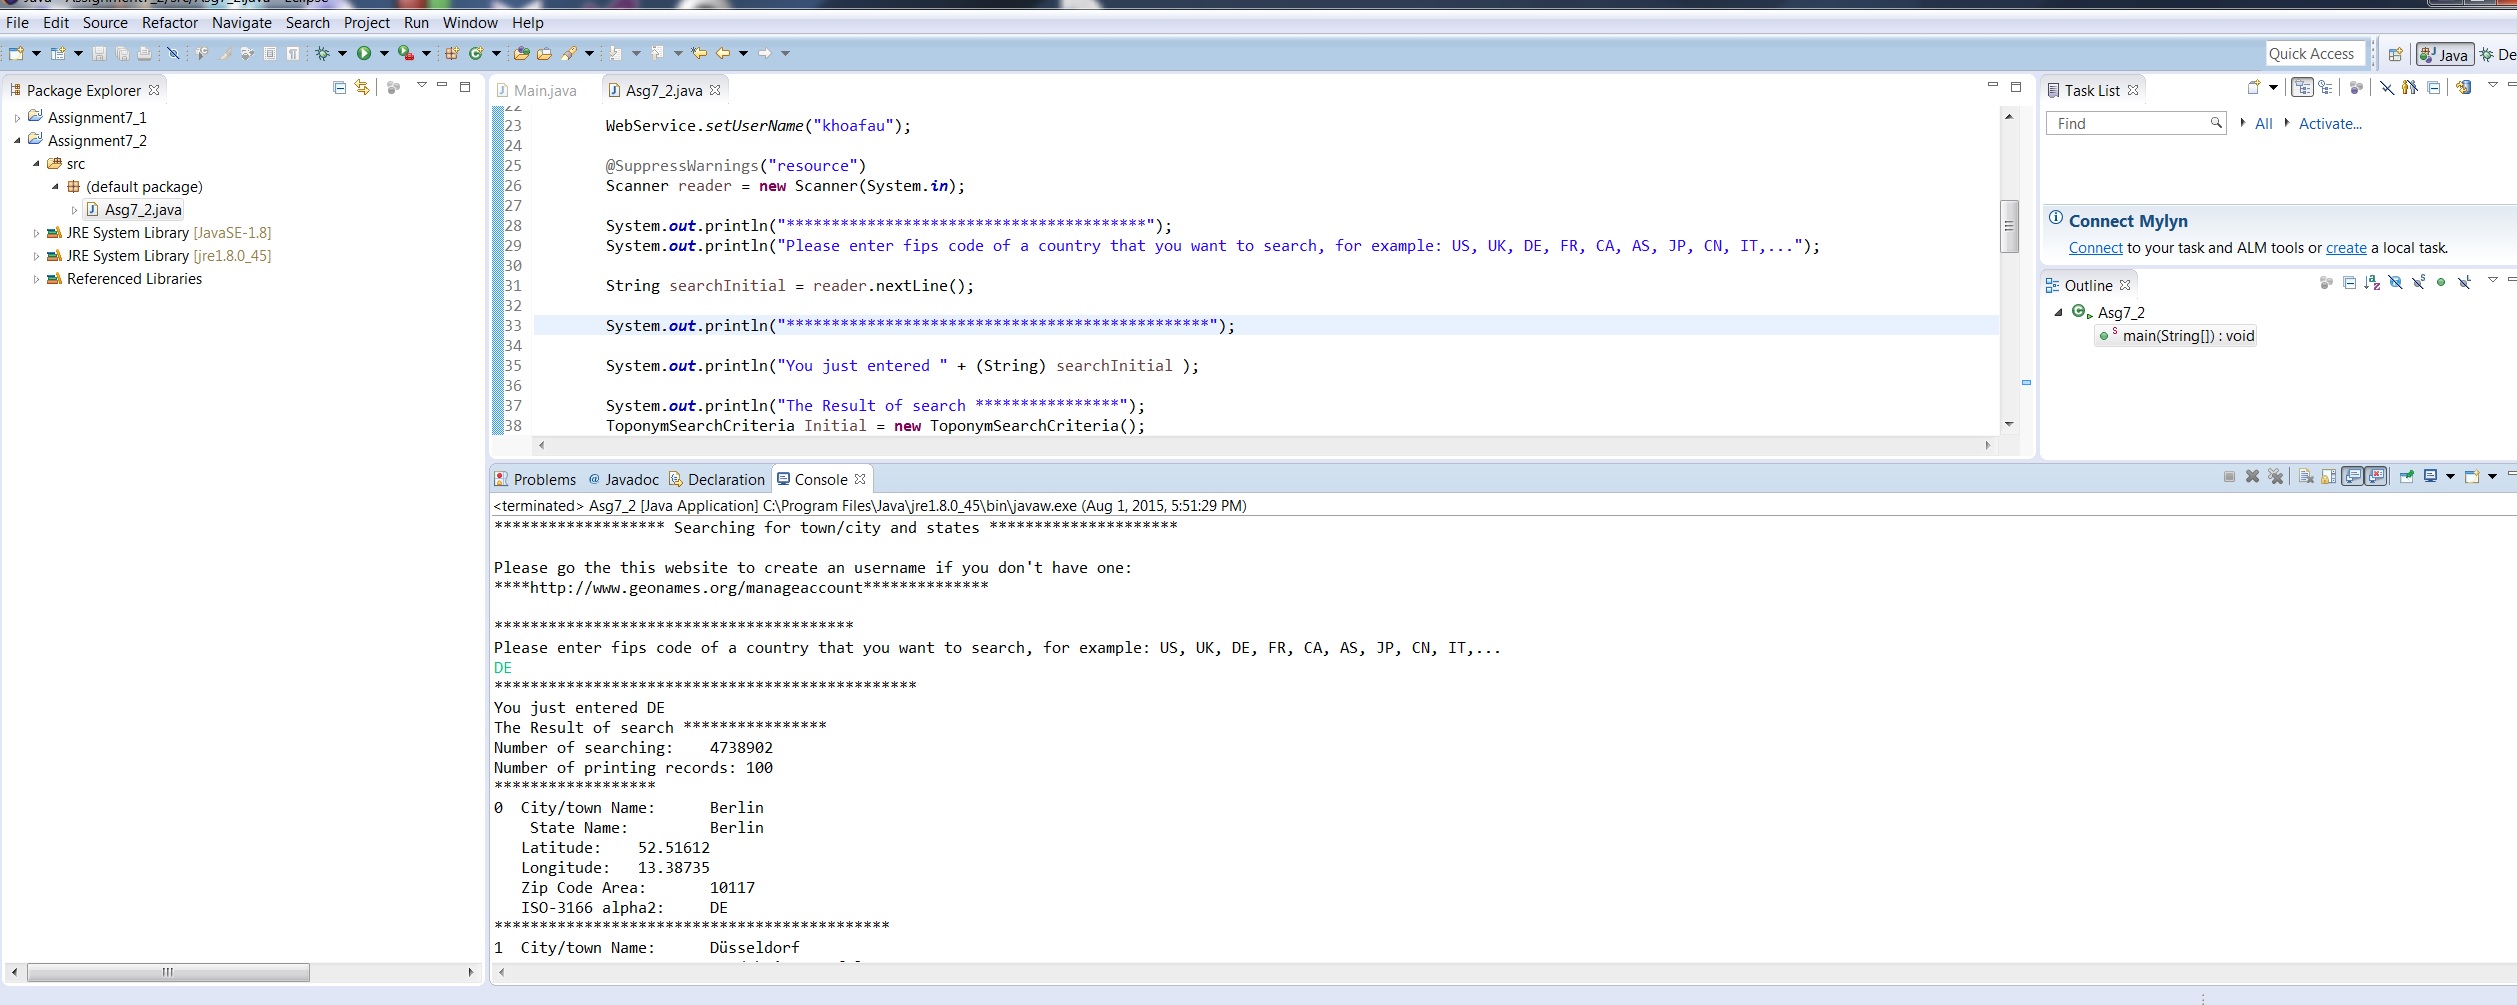 Java - Assignment7_2/src/Asg7_2.java - Eclipse
File Edit Source Refactor Navigate Search Project Run Window Help
Quick Access Java De
Package Explorer
Assignment7_1
Assignment7_2
src
(default package)
Asg7_2.java
JRE System Library [JavaSE-1.8]
JRE System Library [jre1.8.0_45]
Referenced Libraries
Main.java Asg7_2.java
22
23 WebService.setUserName("khoafau");
24
25 @SuppressWarnings("resource")
26 Scanner reader = new Scanner(System.in);
27
28 System.out.println("****************************************");
29 System.out.println("Please enter fips code of a country that you want to search, for example: US, UK, DE, FR, CA, AS, JP, CN, IT,...");
30
31 String searchInitial = reader.nextLine();
32
33 System.out.println("***********************************************");
34
35 System.out.println("You just entered " + (String) searchInitial );
36
37 System.out.println("The Result of search ****************");
38 ToponymSearchCriteria Initial = new ToponymSearchCriteria();
Task List
Find All Activate...
Connect Mylyn
Connect to your task and ALM tools or create a local task.
Outline
Asg7_2
main(String[]) : void
Problems @ Javadoc Declaration Console
<terminated> Asg7_2 [Java Application] C:\Program Files\Java\jre1.8.0_45\bin\javaw.exe (Aug 1, 2015, 5:51:29 PM)
******************* Searching for town/city and states *********************
Please go the this website to create an username if you don't have one:
****http://www.geonames.org/manageaccount**************
****************************************
Please enter fips code of a country that you want to search, for example: US, UK, DE, FR, CA, AS, JP, CN, IT,...
DE
***********************************************
You just entered DE
The Result of search ****************
Number of searching: 4738902
Number of printing records: 100
******************
0 City/town Name: Berlin
State Name: Berlin
Latitude: 52.51612
Longitude: 13.38735
Zip Code Area: 10117
ISO-3166 alpha2: DE
********************************************
1 City/town Name: Düsseldorf